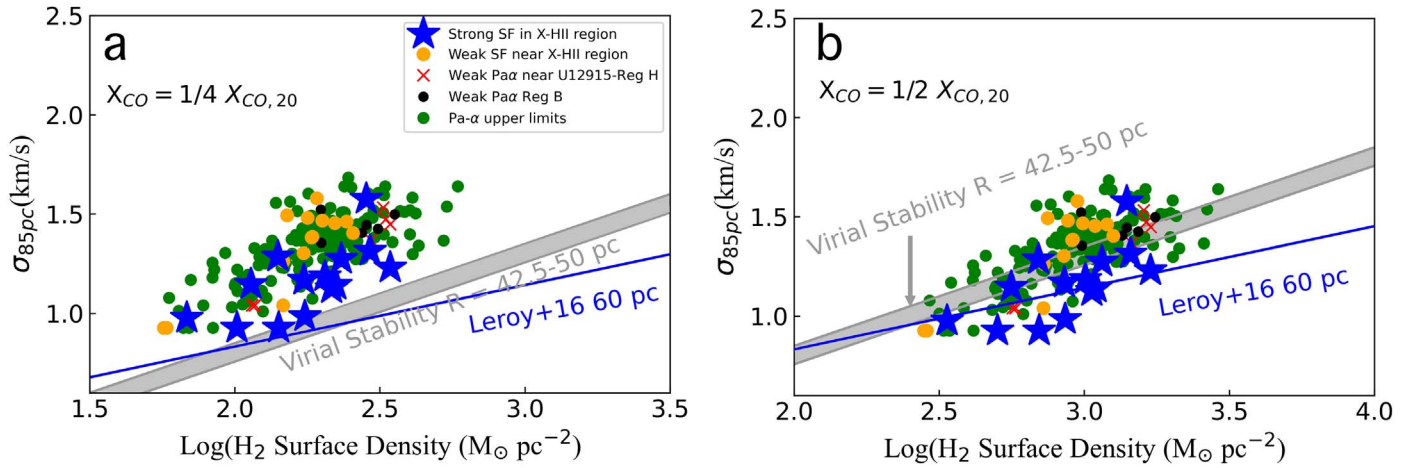 a
X_CO = 1/4 X_CO,20
Strong SF in X-HII region
Weak SF near X-HII region
Weak Paα near U12915-Reg H
Weak Paα Reg B
Pa-α upper limits
Virial Stability R = 42.5-50 pc
Leroy+16 60 pc
2.5
2.0
1.5
1.0
σ85pc(km/s)
1.5
2.0
2.5
3.0
3.5
Log(H₂ Surface Density (M⊙ pc⁻²)
b
X_CO = 1/2 X_CO,20
Virial Stability R = 42.5-50 pc
Leroy+16 60 pc
2.5
2.0
1.5
1.0
σ85pc(km/s)
2.0
2.5
3.0
3.5
4.0
Log(H₂ Surface Density (M⊙ pc⁻²)